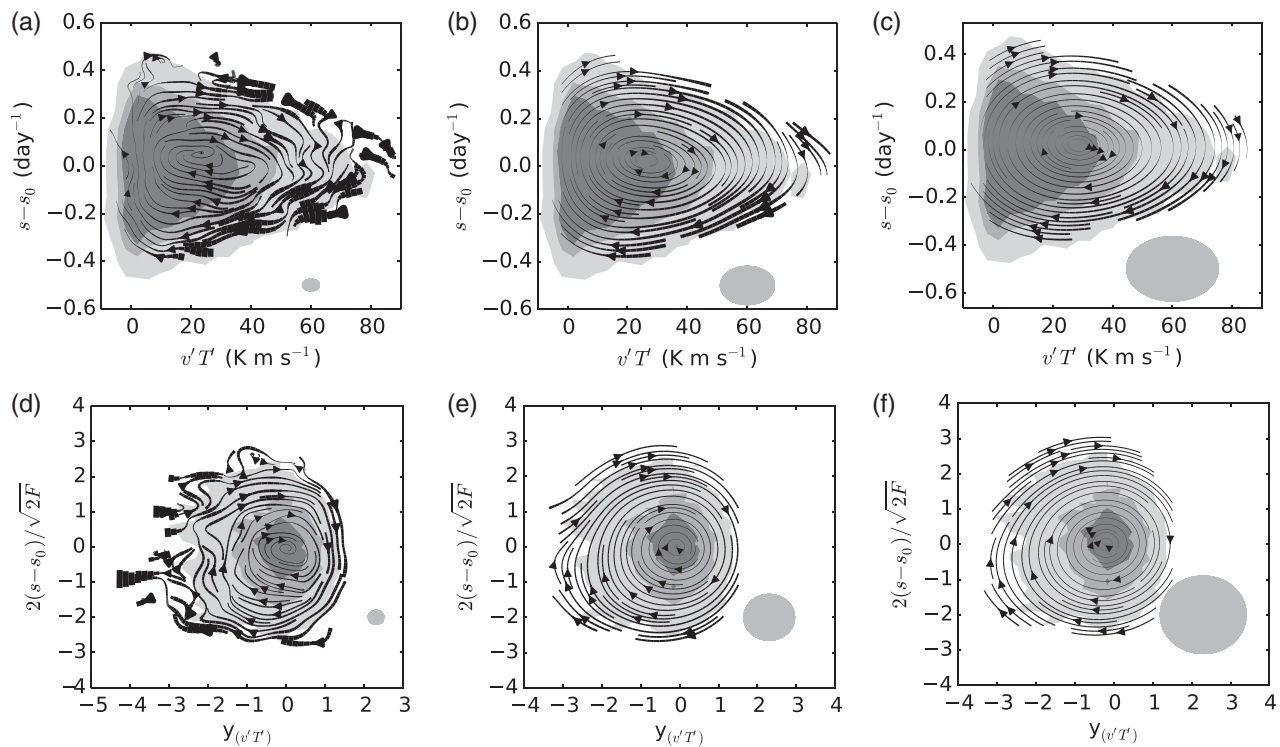 (a)
0.6
0.4
0.2
0.0
−0.2
−0.4
−0.6
s−s₀ (day⁻¹)
0 20 40 60 80
v′T′ (K m s⁻¹)
(b)
0.6
0.4
0.2
0.0
−0.2
−0.4
−0.6
s−s₀ (day⁻¹)
0 20 40 60 80
v′T′ (K m s⁻¹)
(c)
0.4
0.2
0.0
−0.2
−0.4
−0.6
s−s₀ (day⁻¹)
0 20 40 60 80
v′T′ (K m s⁻¹)
(d)
4
3
2
1
0
−1
−2
−3
−4
2(s−s₀)/√2F
−5 −4 −3 −2 −1 0 1 2 3
y(v′T′)
(e)
4
3
2
1
0
−1
−2
−3
−4
2(s−s₀)/√2F
−4 −3 −2 −1 0 1 2 3
y(v′T′)
(f)
4
3
2
1
0
−1
−2
−3
−4
2(s−s₀)/√2F
−4 −3 −2 −1 0 1 2 3 4
y(v′T′)